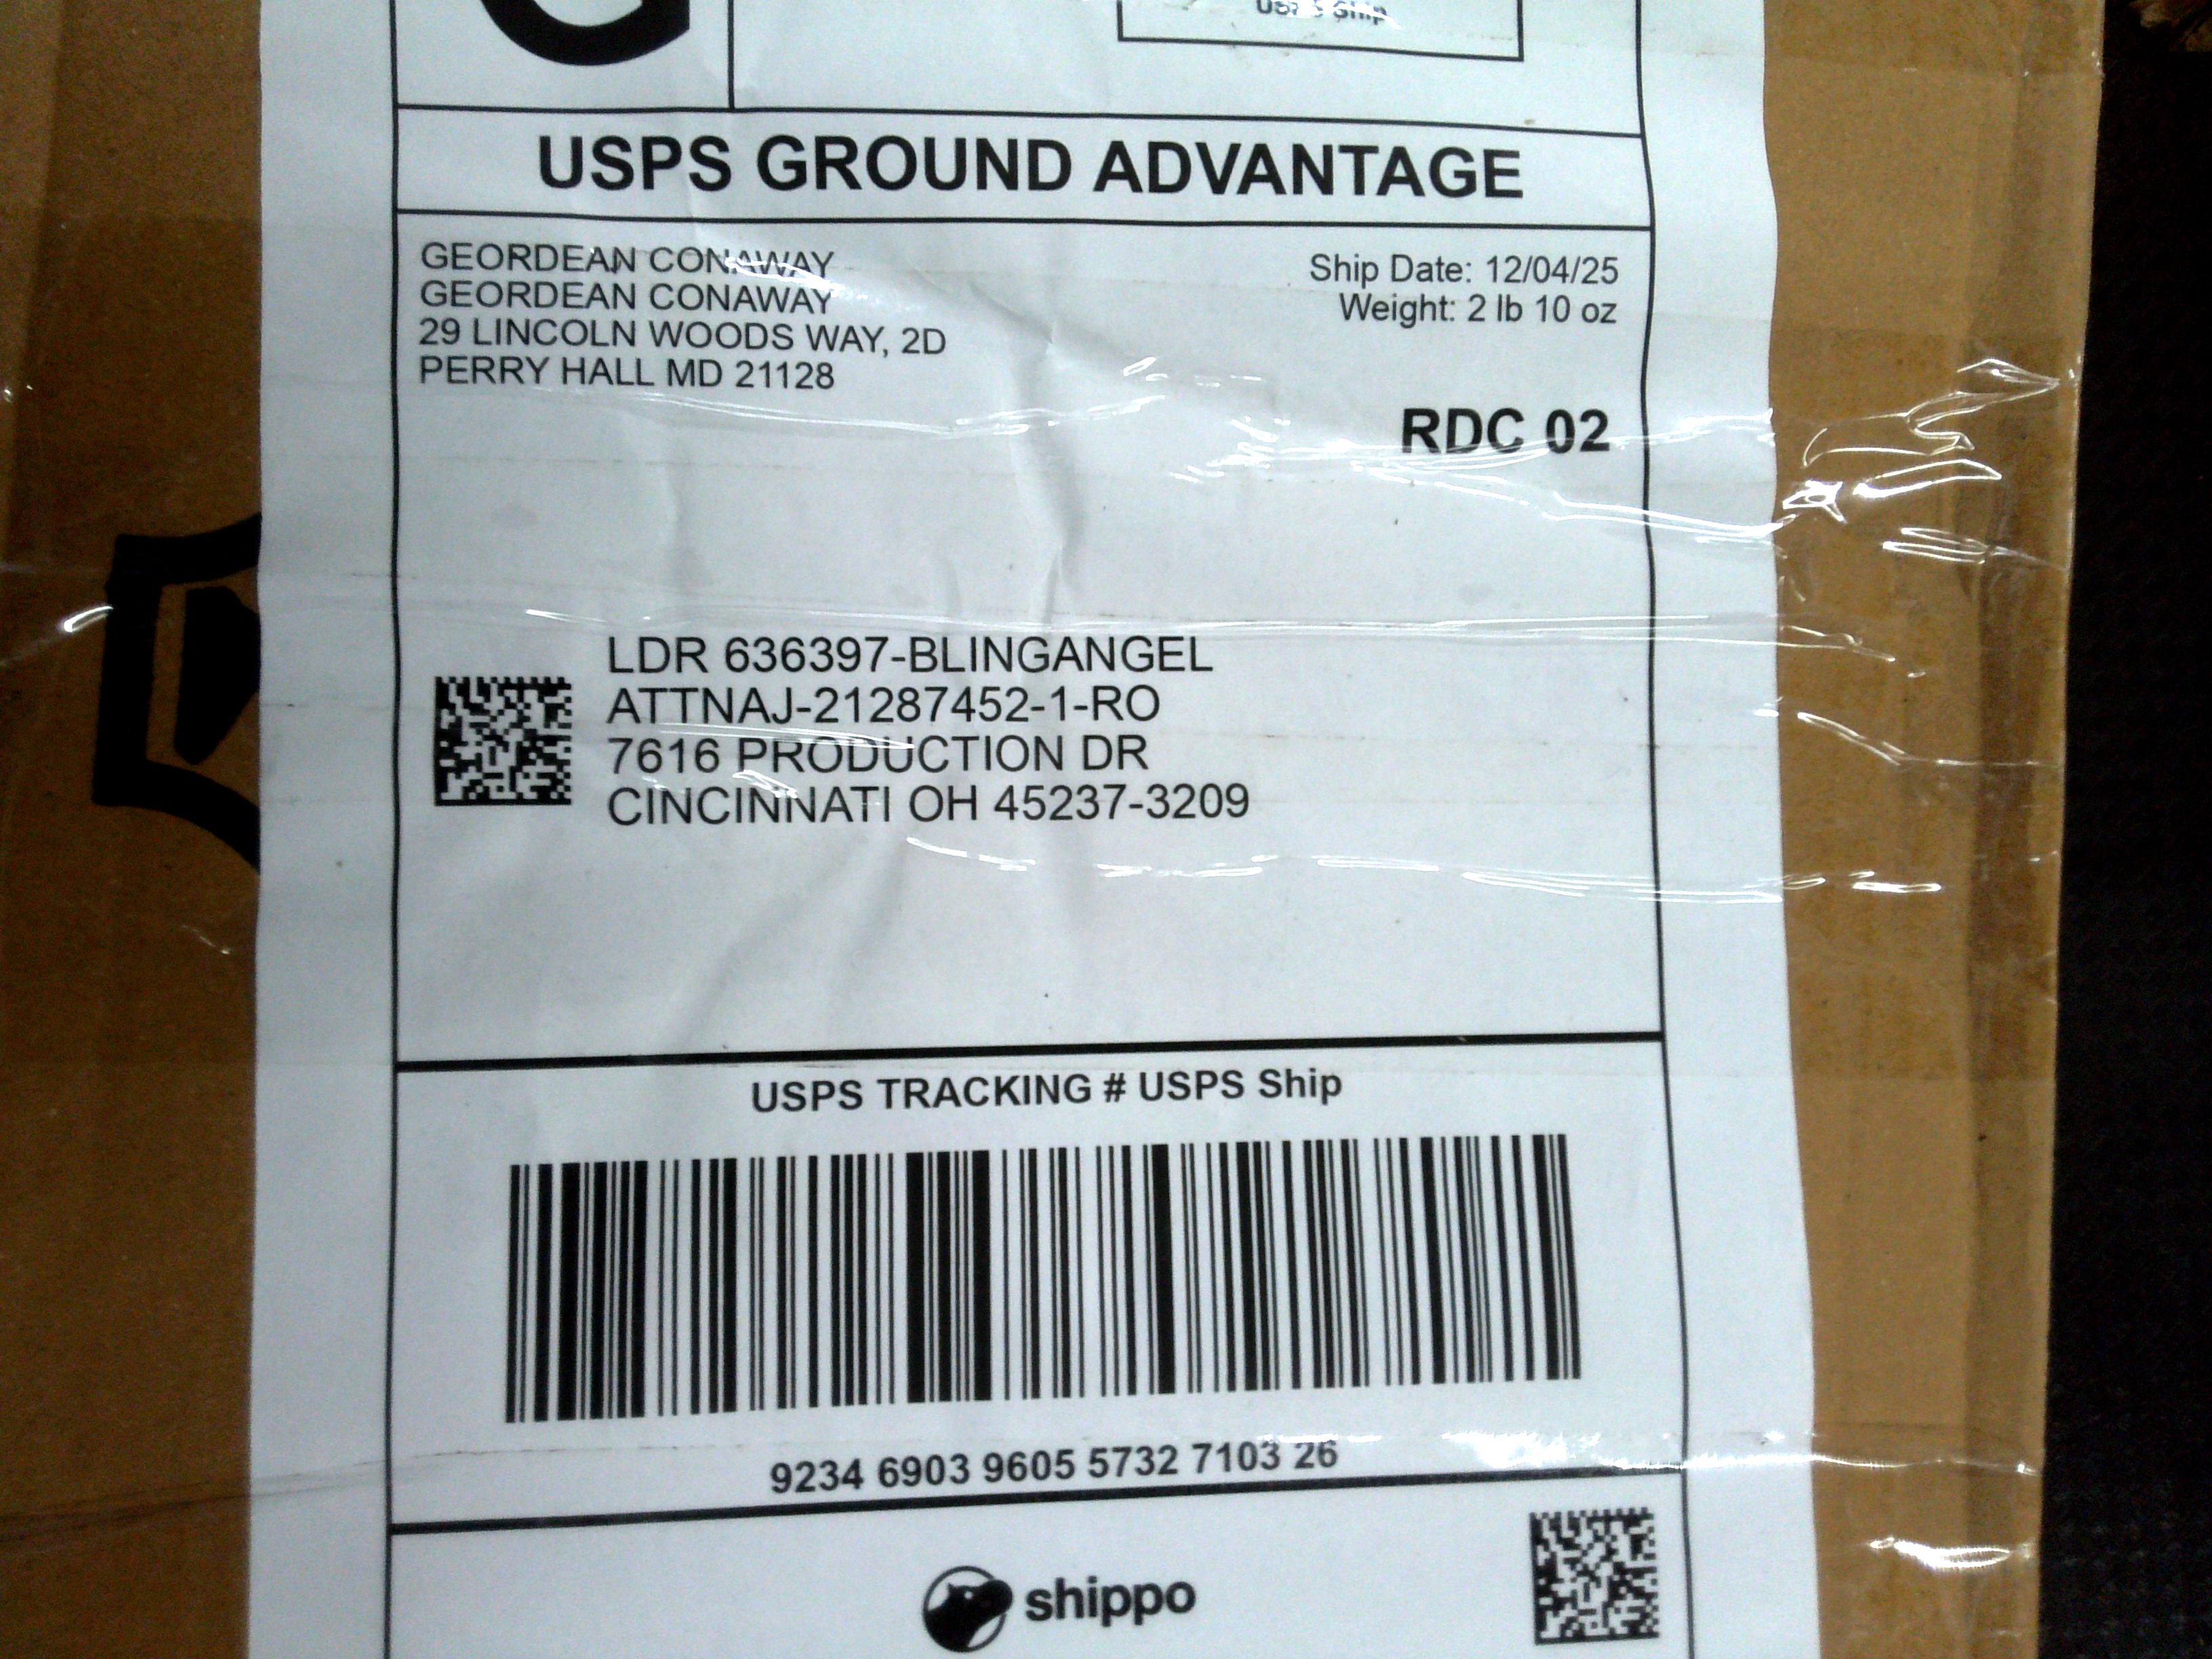 G
USPS Ship
USPS GROUND ADVANTAGE
GEORDEAN CONAWAY
GEORDEAN CONAWAY
29 LINCOLN WOODS WAY, 2D
PERRY HALL MD 21128
Ship Date: 12/04/25
Weight: 2 lb 10 oz
RDC 02
LDR 636397-BLINGANGEL
ATTNAJ-21287452-1-RO
7616 PRODUCTION DR
CINCINNATI OH 45237-3209
USPS TRACKING # USPS Ship
9234 6903 9605 5732 7103 26
shippo